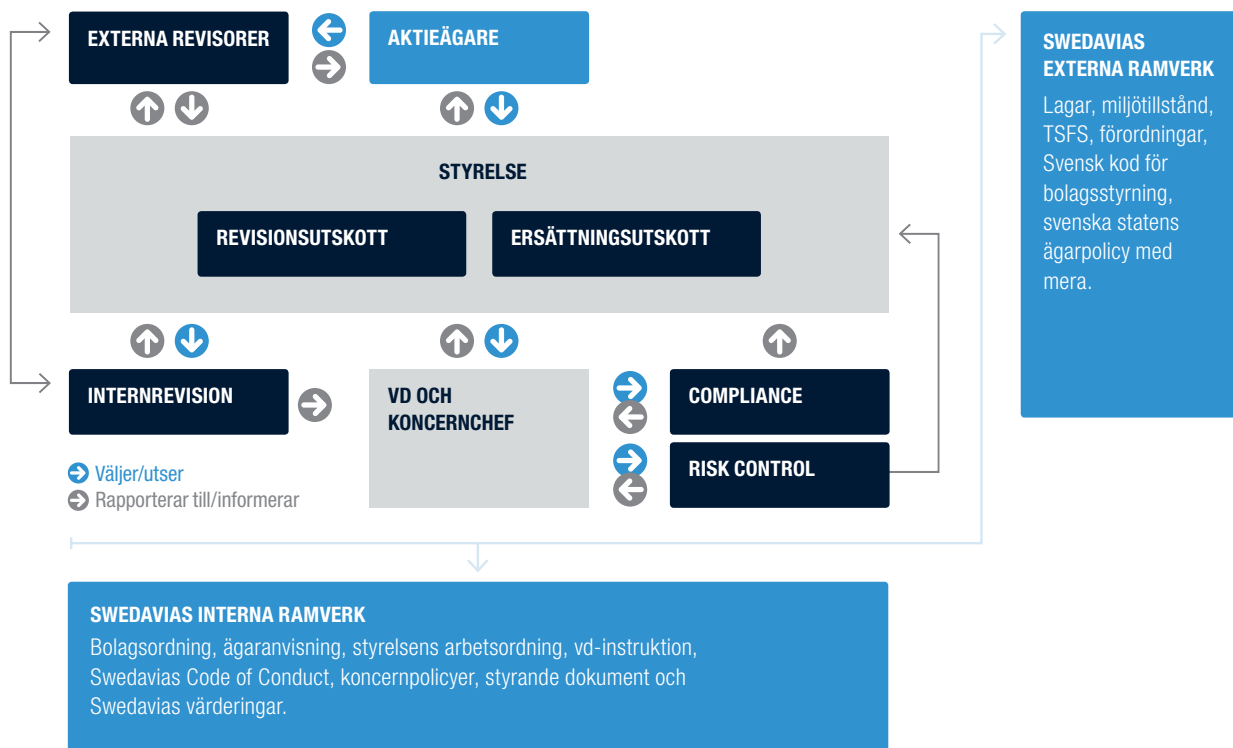 EXTERNA REVISORER
AKTIEÄGARE
STYRELSE
REVISIONSUTSKOTT
ERSÄTTNINGSUTSKOTT
INTERNREVISION
VD OCH
KONCERNCHEF
COMPLIANCE
RISK CONTROL
Väljer/utser
Rapporterar till/informerar
SWEDAVIAS
EXTERNA RAMVERK
Lagar, miljötillstånd,
TSFS, förordningar,
Svensk kod för
bolagsstyrning,
svenska statens
ägarpolicy med
mera.
SWEDAVIAS INTERNA RAMVERK
Bolagsordning, ägaranvisning, styrelsens arbetsordning, vd-instruktion,
Swedavias Code of Conduct, koncernpolicyer, styrande dokument och
Swedavias värderingar.